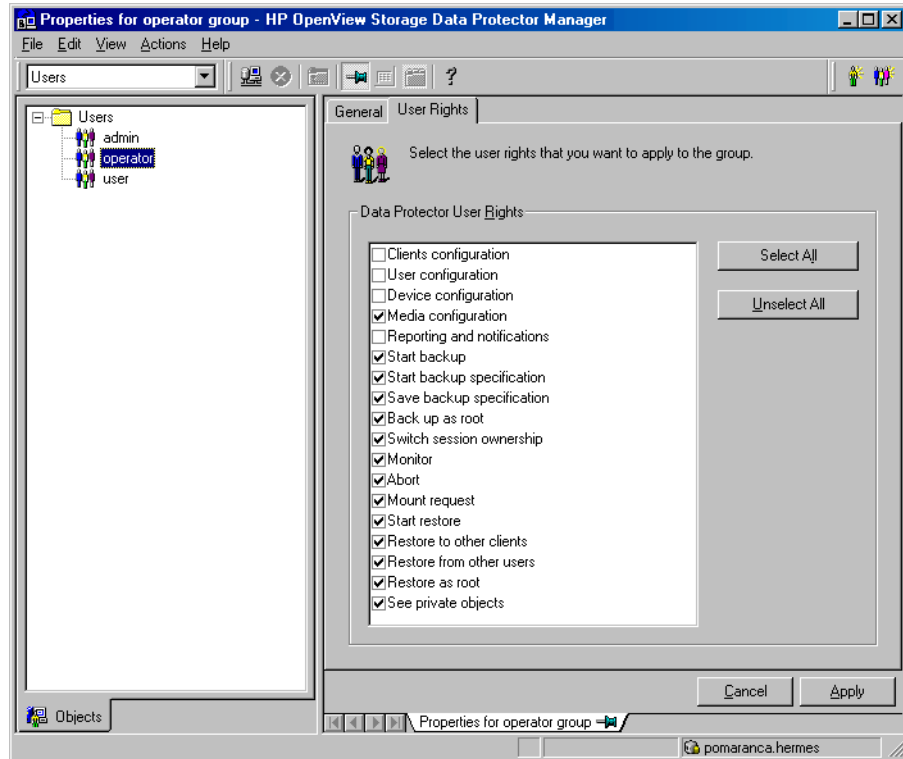 Properties for operator group - HP OpenView Storage Data Protector Manager
File Edit View Actions Help
Users
?
Users
admin
operator
user
General User Rights
Select the user rights that you want to apply to the group.
Data Protector User Rights
Clients configuration
User configuration
Device configuration
Media configuration
Reporting and notifications
Start backup
Start backup specification
Save backup specification
Back up as root
Switch session ownership
Monitor
Abort
Mount request
Start restore
Restore to other clients
Restore from other users
Restore as root
See private objects
Select All
Unselect All
Cancel Apply
Objects
Properties for operator group
pomaranca.hermes